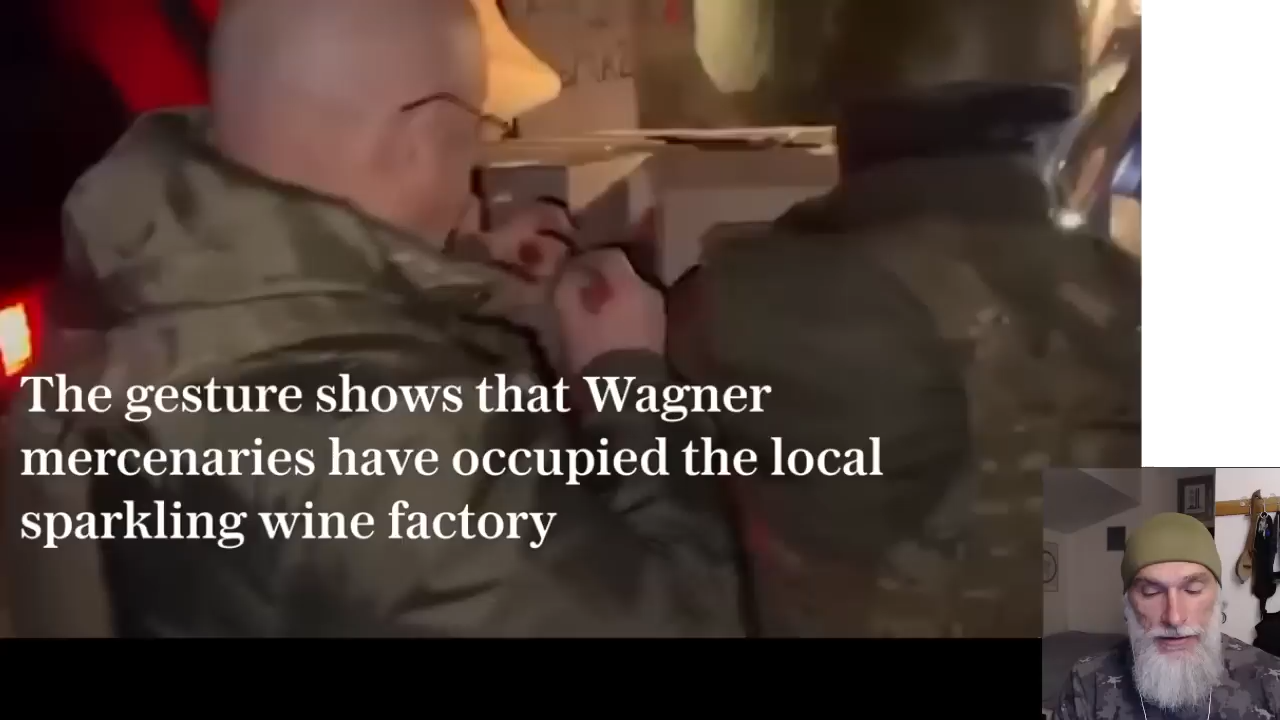 The gesture shows that Wagner
mercenaries have occupied the local
sparkling wine factory